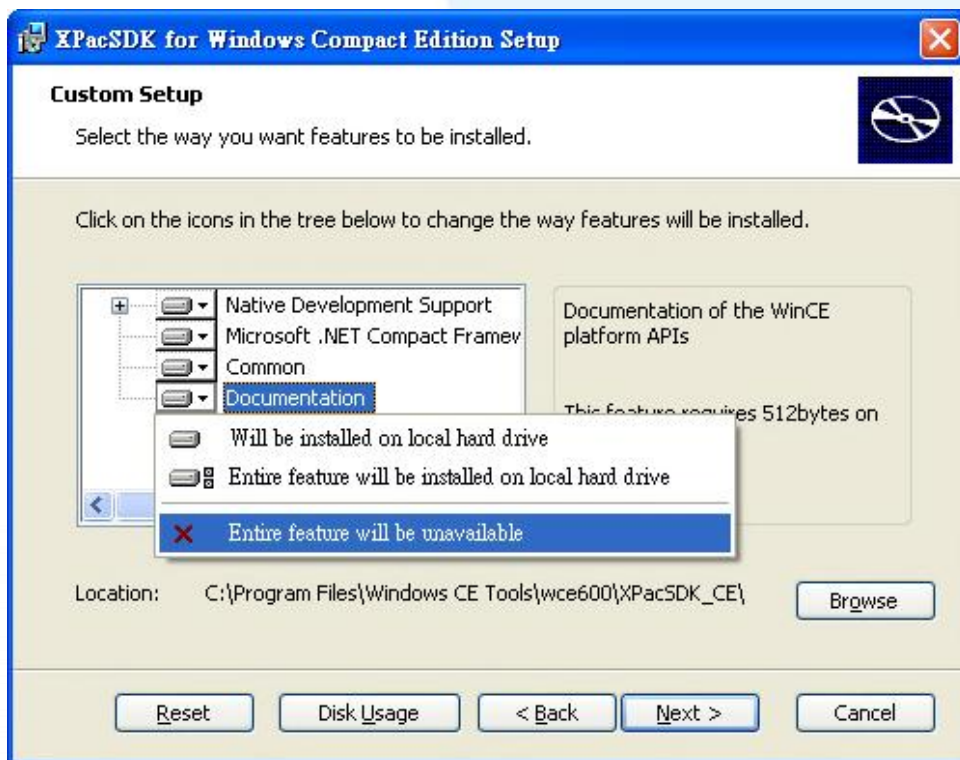 XPacSDK for Windows Compact Edition Setup
Custom Setup
Select the way you want features to be installed.
Click on the icons in the tree below to change the way features will be installed.
Native Development Support
Microsoft .NET Compact Framew
Common
Documentation
Documentation of the WinCE
platform APIs
This feature requires 512bytes on
Will be installed on local hard drive
Entire feature will be installed on local hard drive
Entire feature will be unavailable
Location: C:\Program Files\Windows CE Tools\wce600\XPacSDK_CE\
Browse
Reset Disk Usage < Back Next > Cancel